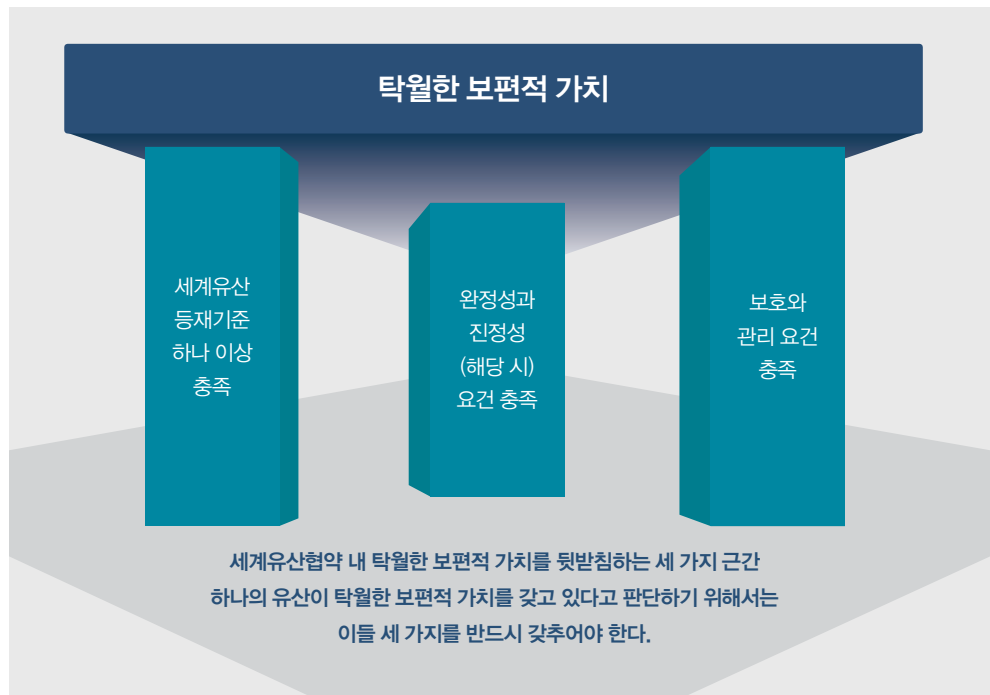 탁월한 보편적 가치
세계유산
등재기준
하나 이상
충족
완정성과
진정성
(해당 시)
요건 충족
보호와
관리 요건
충족
세계유산협약 내 탁월한 보편적 가치를 뒷받침하는 세 가지 근간
하나의 유산이 탁월한 보편적 가치를 갖고 있다고 판단하기 위해서는
이들 세 가지를 반드시 갖추어야 한다.